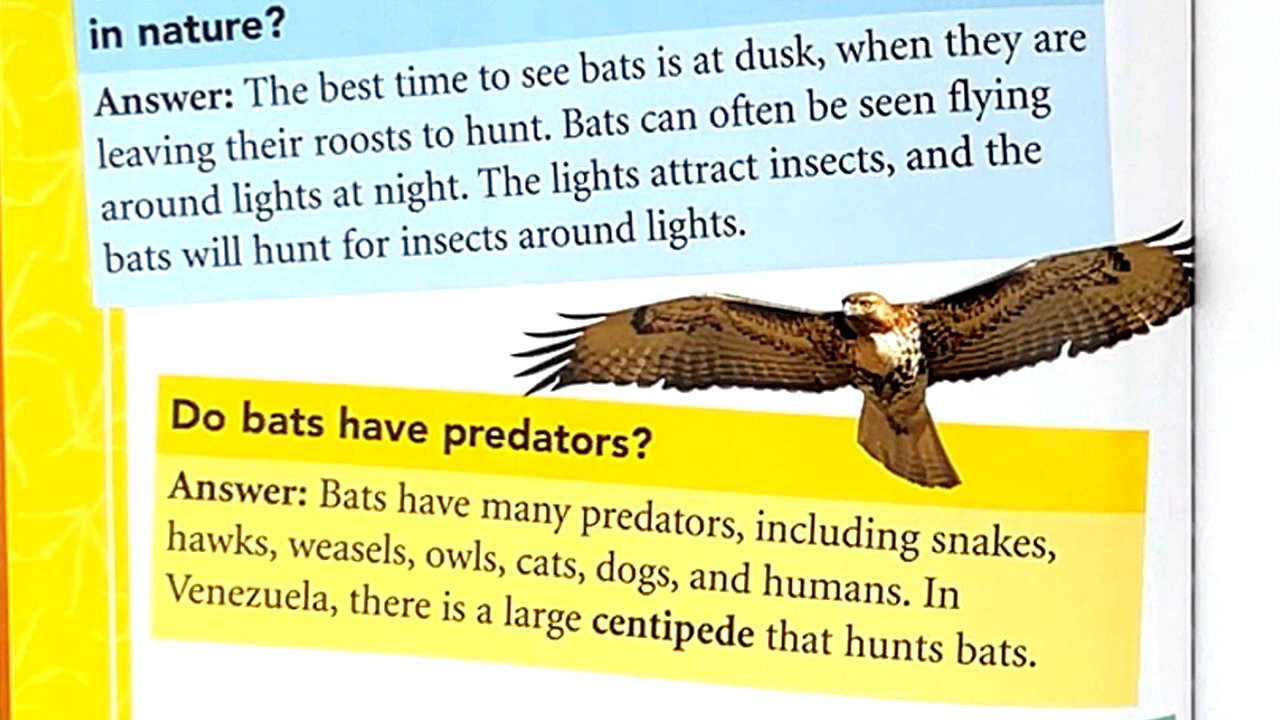 in nature?
Answer: The best time to see bats is at dusk, when they are
leaving their roosts to hunt. Bats can often be seen flying
around lights at night. The lights attract insects, and the
bats will hunt for insects around lights.
Do bats have predators?
Answer: Bats have many predators, including snakes,
hawks, weasels, owls, cats, dogs, and humans. In
Venezuela, there is a large centipede that hunts bats.